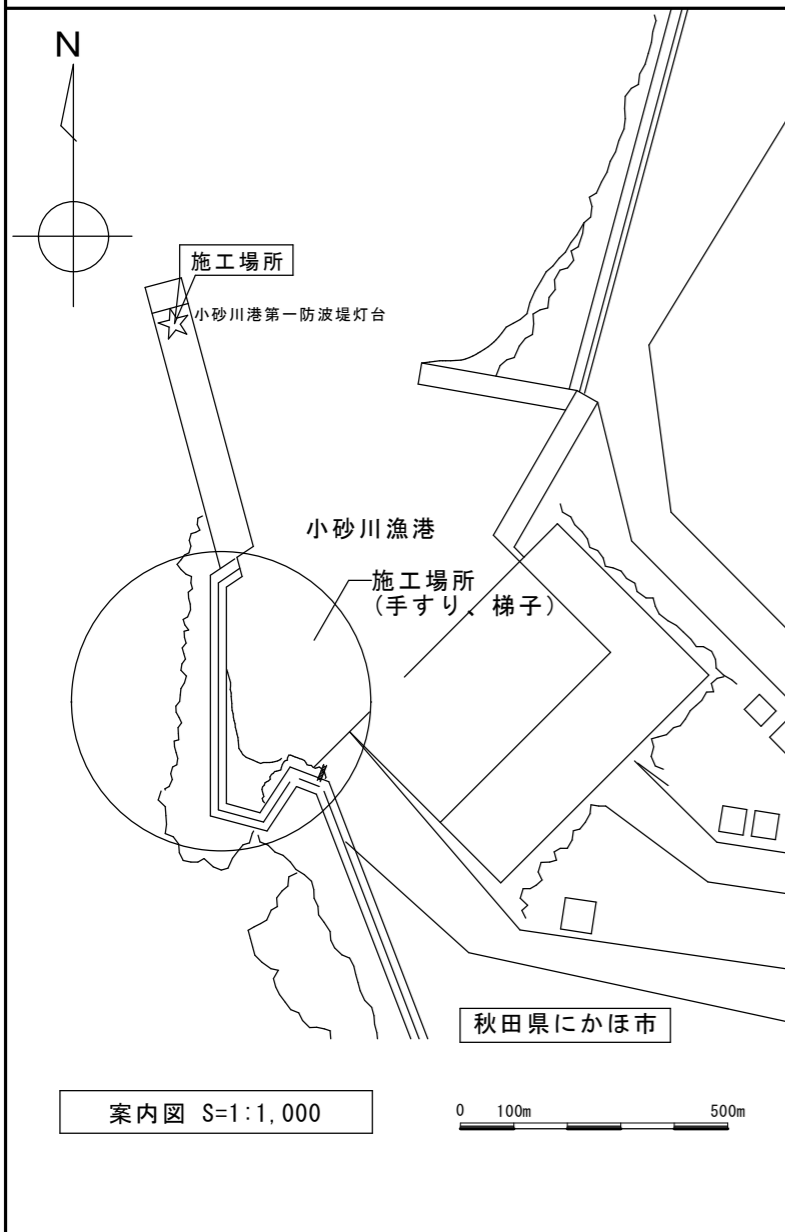 N
施工場所
小砂川港第一防波堤灯台
小砂川漁港
施工場所
(手すり、梯子)
秋田県にかほ市
案内図 S=1:1,000
0 100m 500m